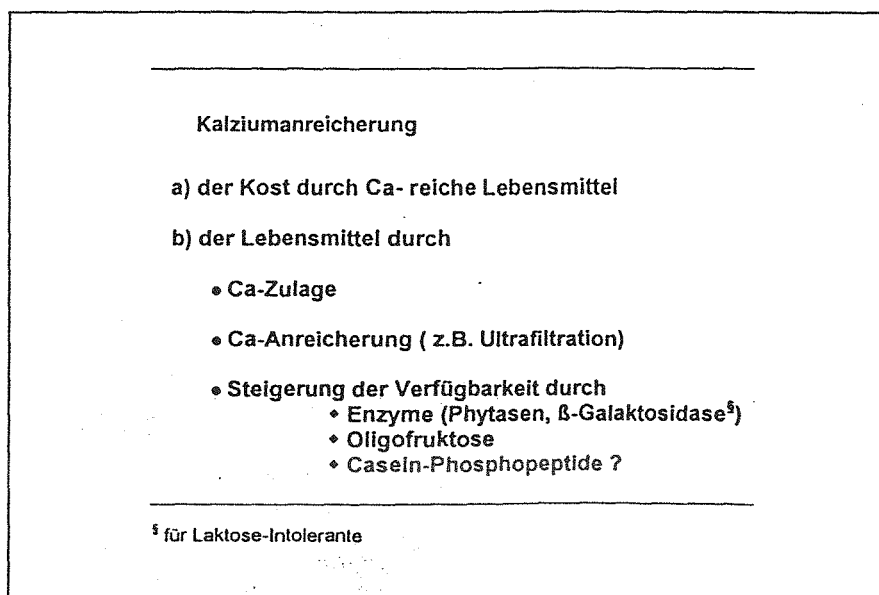 Kalziumanreicherung
a) der Kost durch Ca- reiche Lebensmittel
b) der Lebensmittel durch
• Ca-Zulage
• Ca-Anreicherung ( z.B. Ultrafiltration)
• Steigerung der Verfügbarkeit durch
◆ Enzyme (Phytasen, ß-Galaktosidase§)
◆ Oligofruktose
◆ Casein-Phosphopeptide ?
§ für Laktose-Intolerante